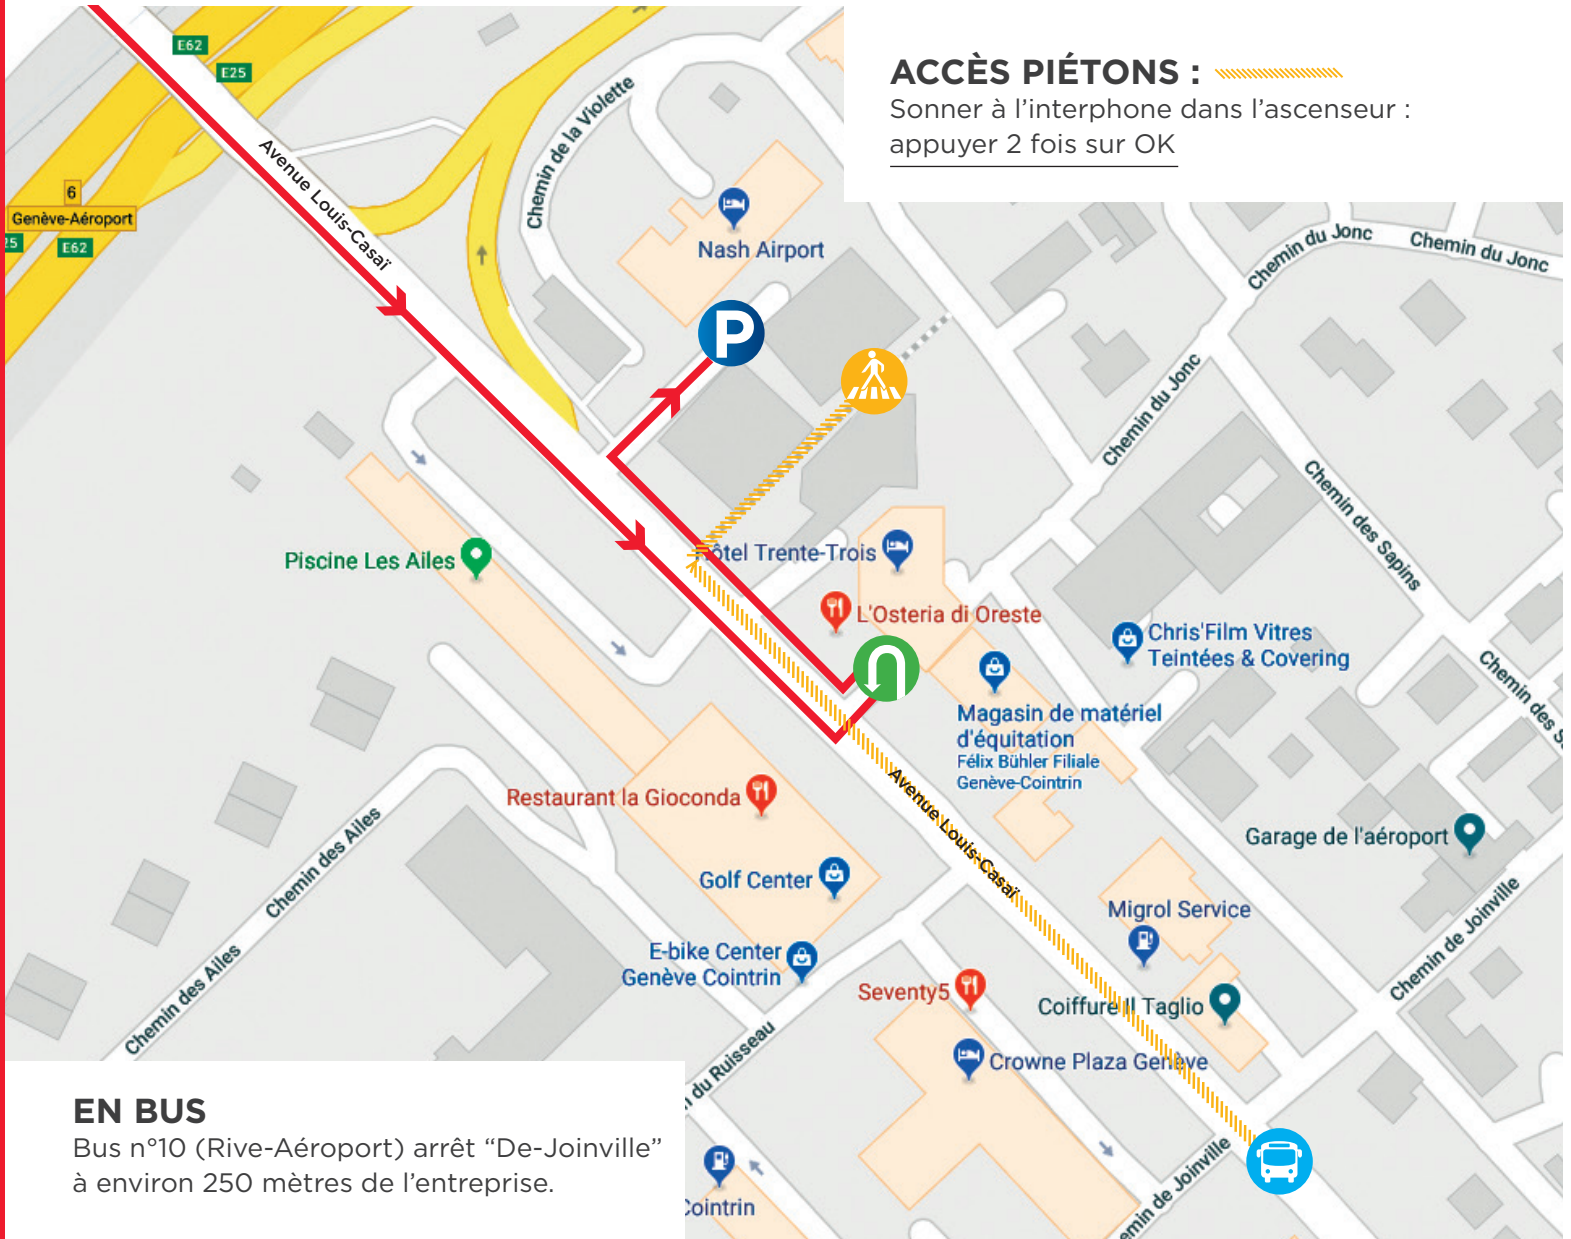 ACCÈS PIÉTONS :
Sonner à l'interphone dans l'ascenseur :
appuyer 2 fois sur OK
E62
E25
Avenue Louis-Casaï
Chemin de la Violette
6
Genève-Aéroport
25
E62
Nash Airport
P
Chemin du Jonc
Chemin du Jonc
Chemin du Jonc
Chemin des Sapins
Piscine Les Ailes
ôtel Trente-Trois
L'Osteria di Oreste
Chris'Film Vitres
Teintées & Covering
Chemin des S
Magasin de matériel
d'équitation
Félix Bühler Filiale
Genève-Cointrin
Restaurant la Gioconda
Avenue Louis-Casaï
Garage de l'aéroport
Chemin des Ailes
Golf Center
Migrol Service
Chemin de Joinville
E-bike Center
Genève Cointrin
Chemin des Ailes
Seventy5
Coiffure Il Taglio
Crowne Plaza Genève
du Ruisseau
emin de Joinville
Cointrin
EN BUS
Bus n°10 (Rive-Aéroport) arrêt “De-Joinville”
à environ 250 mètres de l'entreprise.